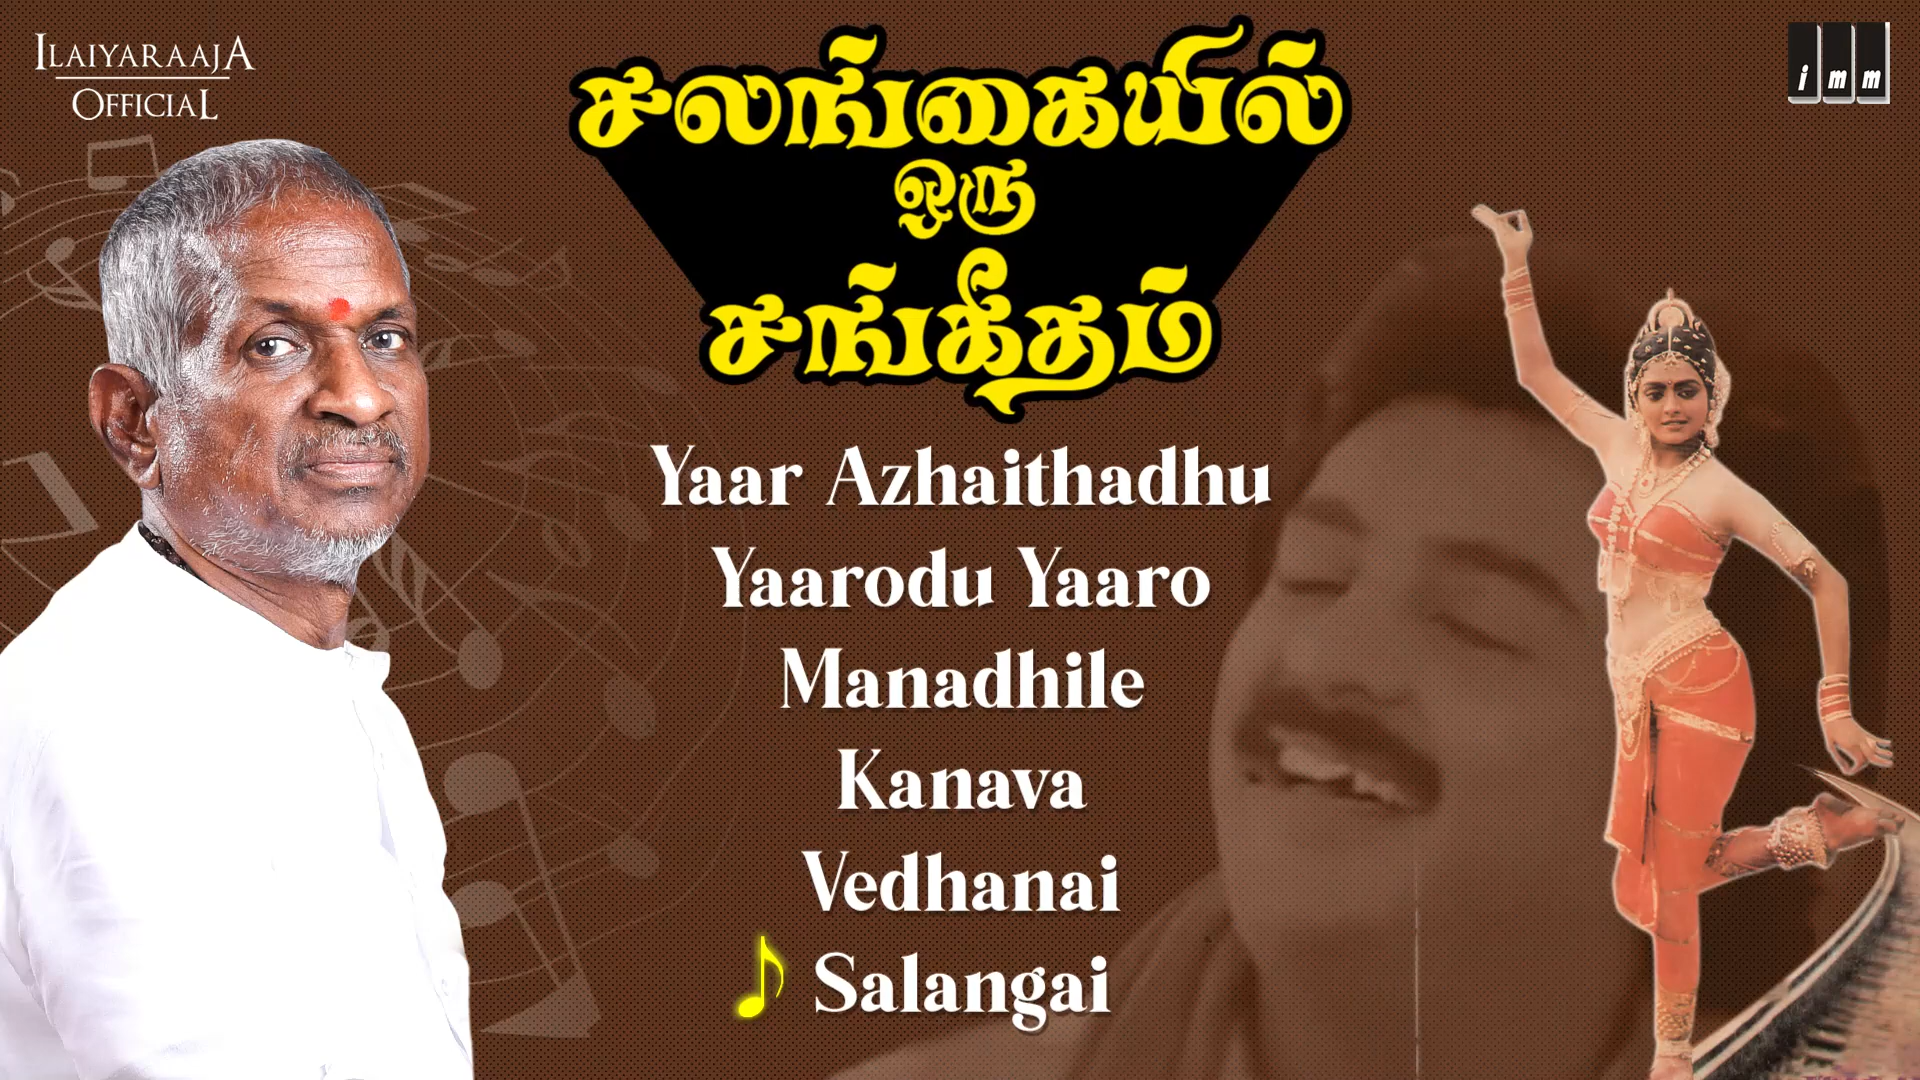 ILAIYARAAJA
OFFICIAL
சலங்கையில்
ஒரு
சங்கீதம்
imm
Yaar Azhaithadhu
Yaarodu Yaaro
Manadhile
Kanava
Vedhanai
Salangai